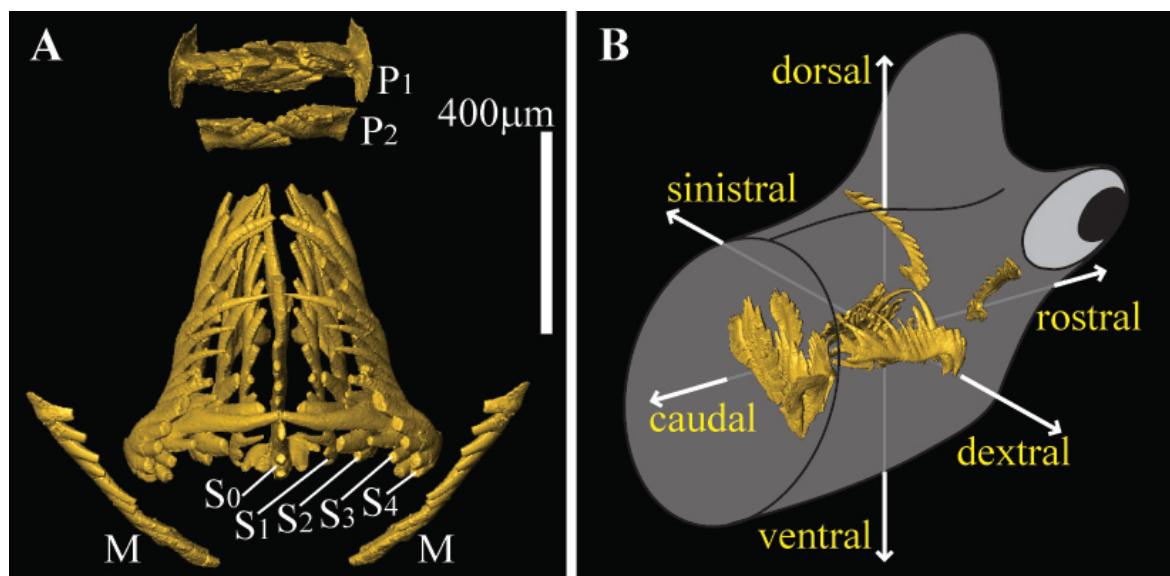 A
P1
P2
400μm
S0
S1
S2
S3
S4
M
M
B
dorsal
sinistral
rostral
caudal
dextral
ventral